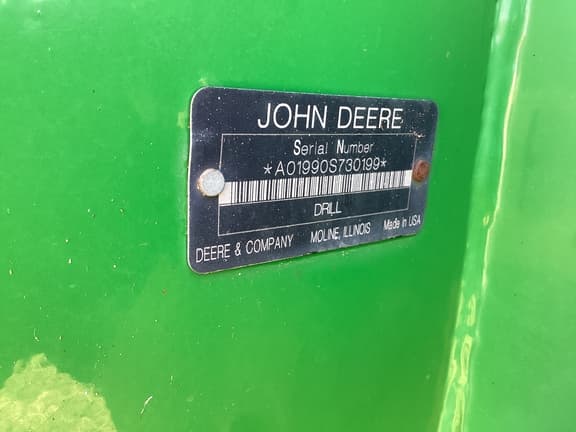 JOHN DEERE
Serial Number
*A01990S730199*
DRILL
DEERE & COMPANY MOLINE, ILLINOIS Made in USA